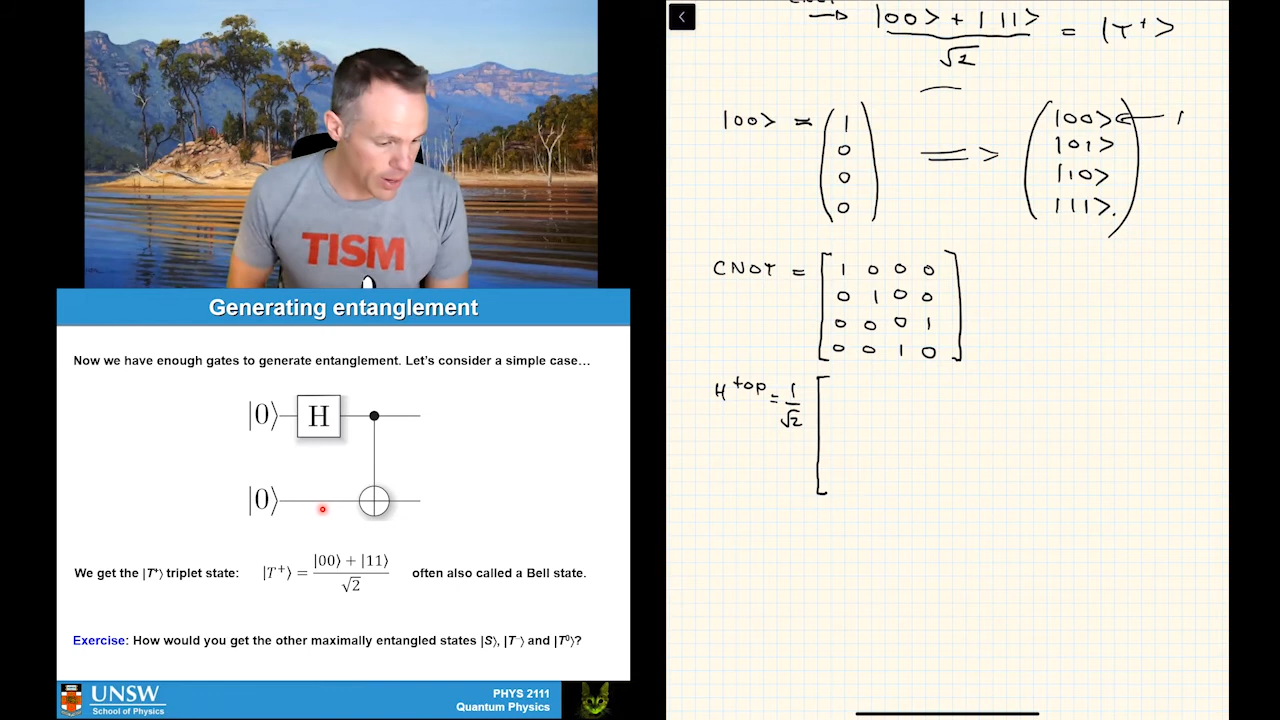 TISM
Generating entanglement
Now we have enough gates to generate entanglement. Let's consider a simple case…
|0⟩ H
|0⟩
We get the |T⁺⟩ triplet state: |T⁺⟩ = |00⟩ + |11⟩ / √2 often also called a Bell state.
Exercise: How would you get the other maximally entangled states |S⟩, |T⁻⟩ and |T⁰⟩?
UNSW
School of Physics
PHYS 2111
Quantum Physics
CNOT
→ |00⟩ + |11⟩ / √2 = |T⁺⟩
|00⟩ = ( 1 0 0 0 ) => ( |00⟩ |01⟩ |10⟩ |11⟩ ) ← 1
CNOT = [ 1 0 0 0
0 1 0 0
0 0 0 1
0 0 1 0 ]
H^top = 1/√2 [